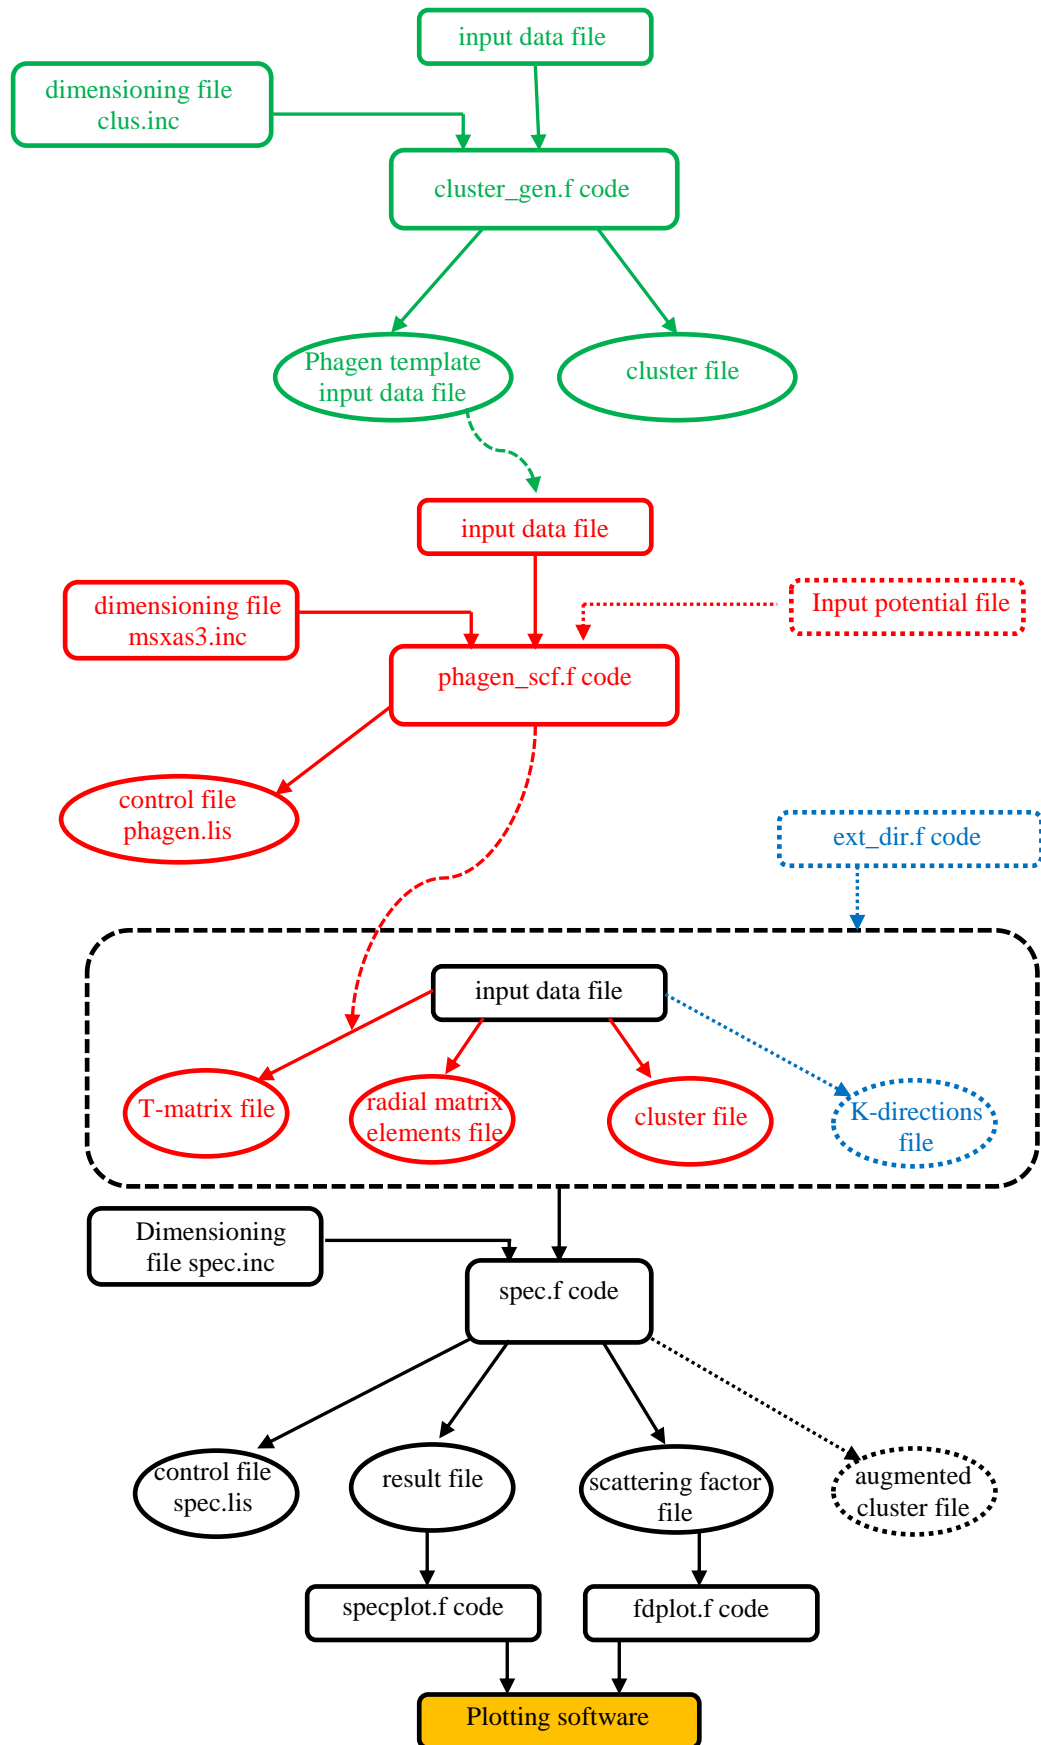 input data file
dimensioning file
clus.inc
cluster_gen.f code
Phagen template
input data file
cluster file
input data file
dimensioning file
msxas3.inc
Input potential file
phagen_scf.f code
control file
phagen.lis
ext_dir.f code
input data file
T-matrix file
radial matrix
elements file
cluster file
K-directions
file
Dimensioning
file spec.inc
spec.f code
control file
spec.lis
result file
scattering factor
file
augmented
cluster file
specplot.f code
fdplot.f code
Plotting software